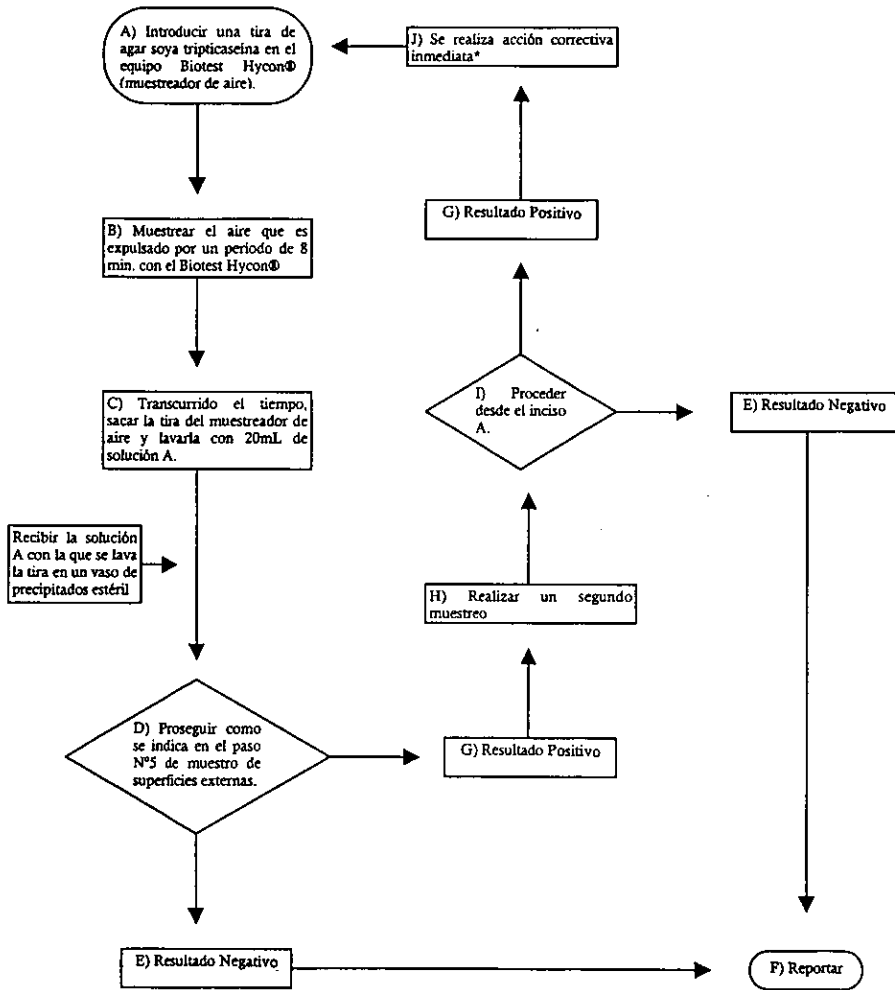 A) Introducir una tira de
agar soya tripticaseína en el
equipo Biotest Hycon®
(muestreador de aire).
J) Se realiza acción correctiva
inmediata*
G) Resultado Positivo
B) Muestrear el aire que es
expulsado por un periodo de 8
min. con el Biotest Hycon®
I) Proceder
desde el inciso
A.
E) Resultado Negativo
C) Transcurrido el tiempo,
sacar la tira del muestreador de
aire y lavarla con 20mL de
solución A.
Recibir la solución
A con la que se lava
la tira en un vaso de
precipitados estéril
H) Realizar un segundo
muestreo
D) Proseguir como
se indica en el paso
Nº5 de muestro de
superficies externas.
G) Resultado Positivo
E) Resultado Negativo
F) Reportar